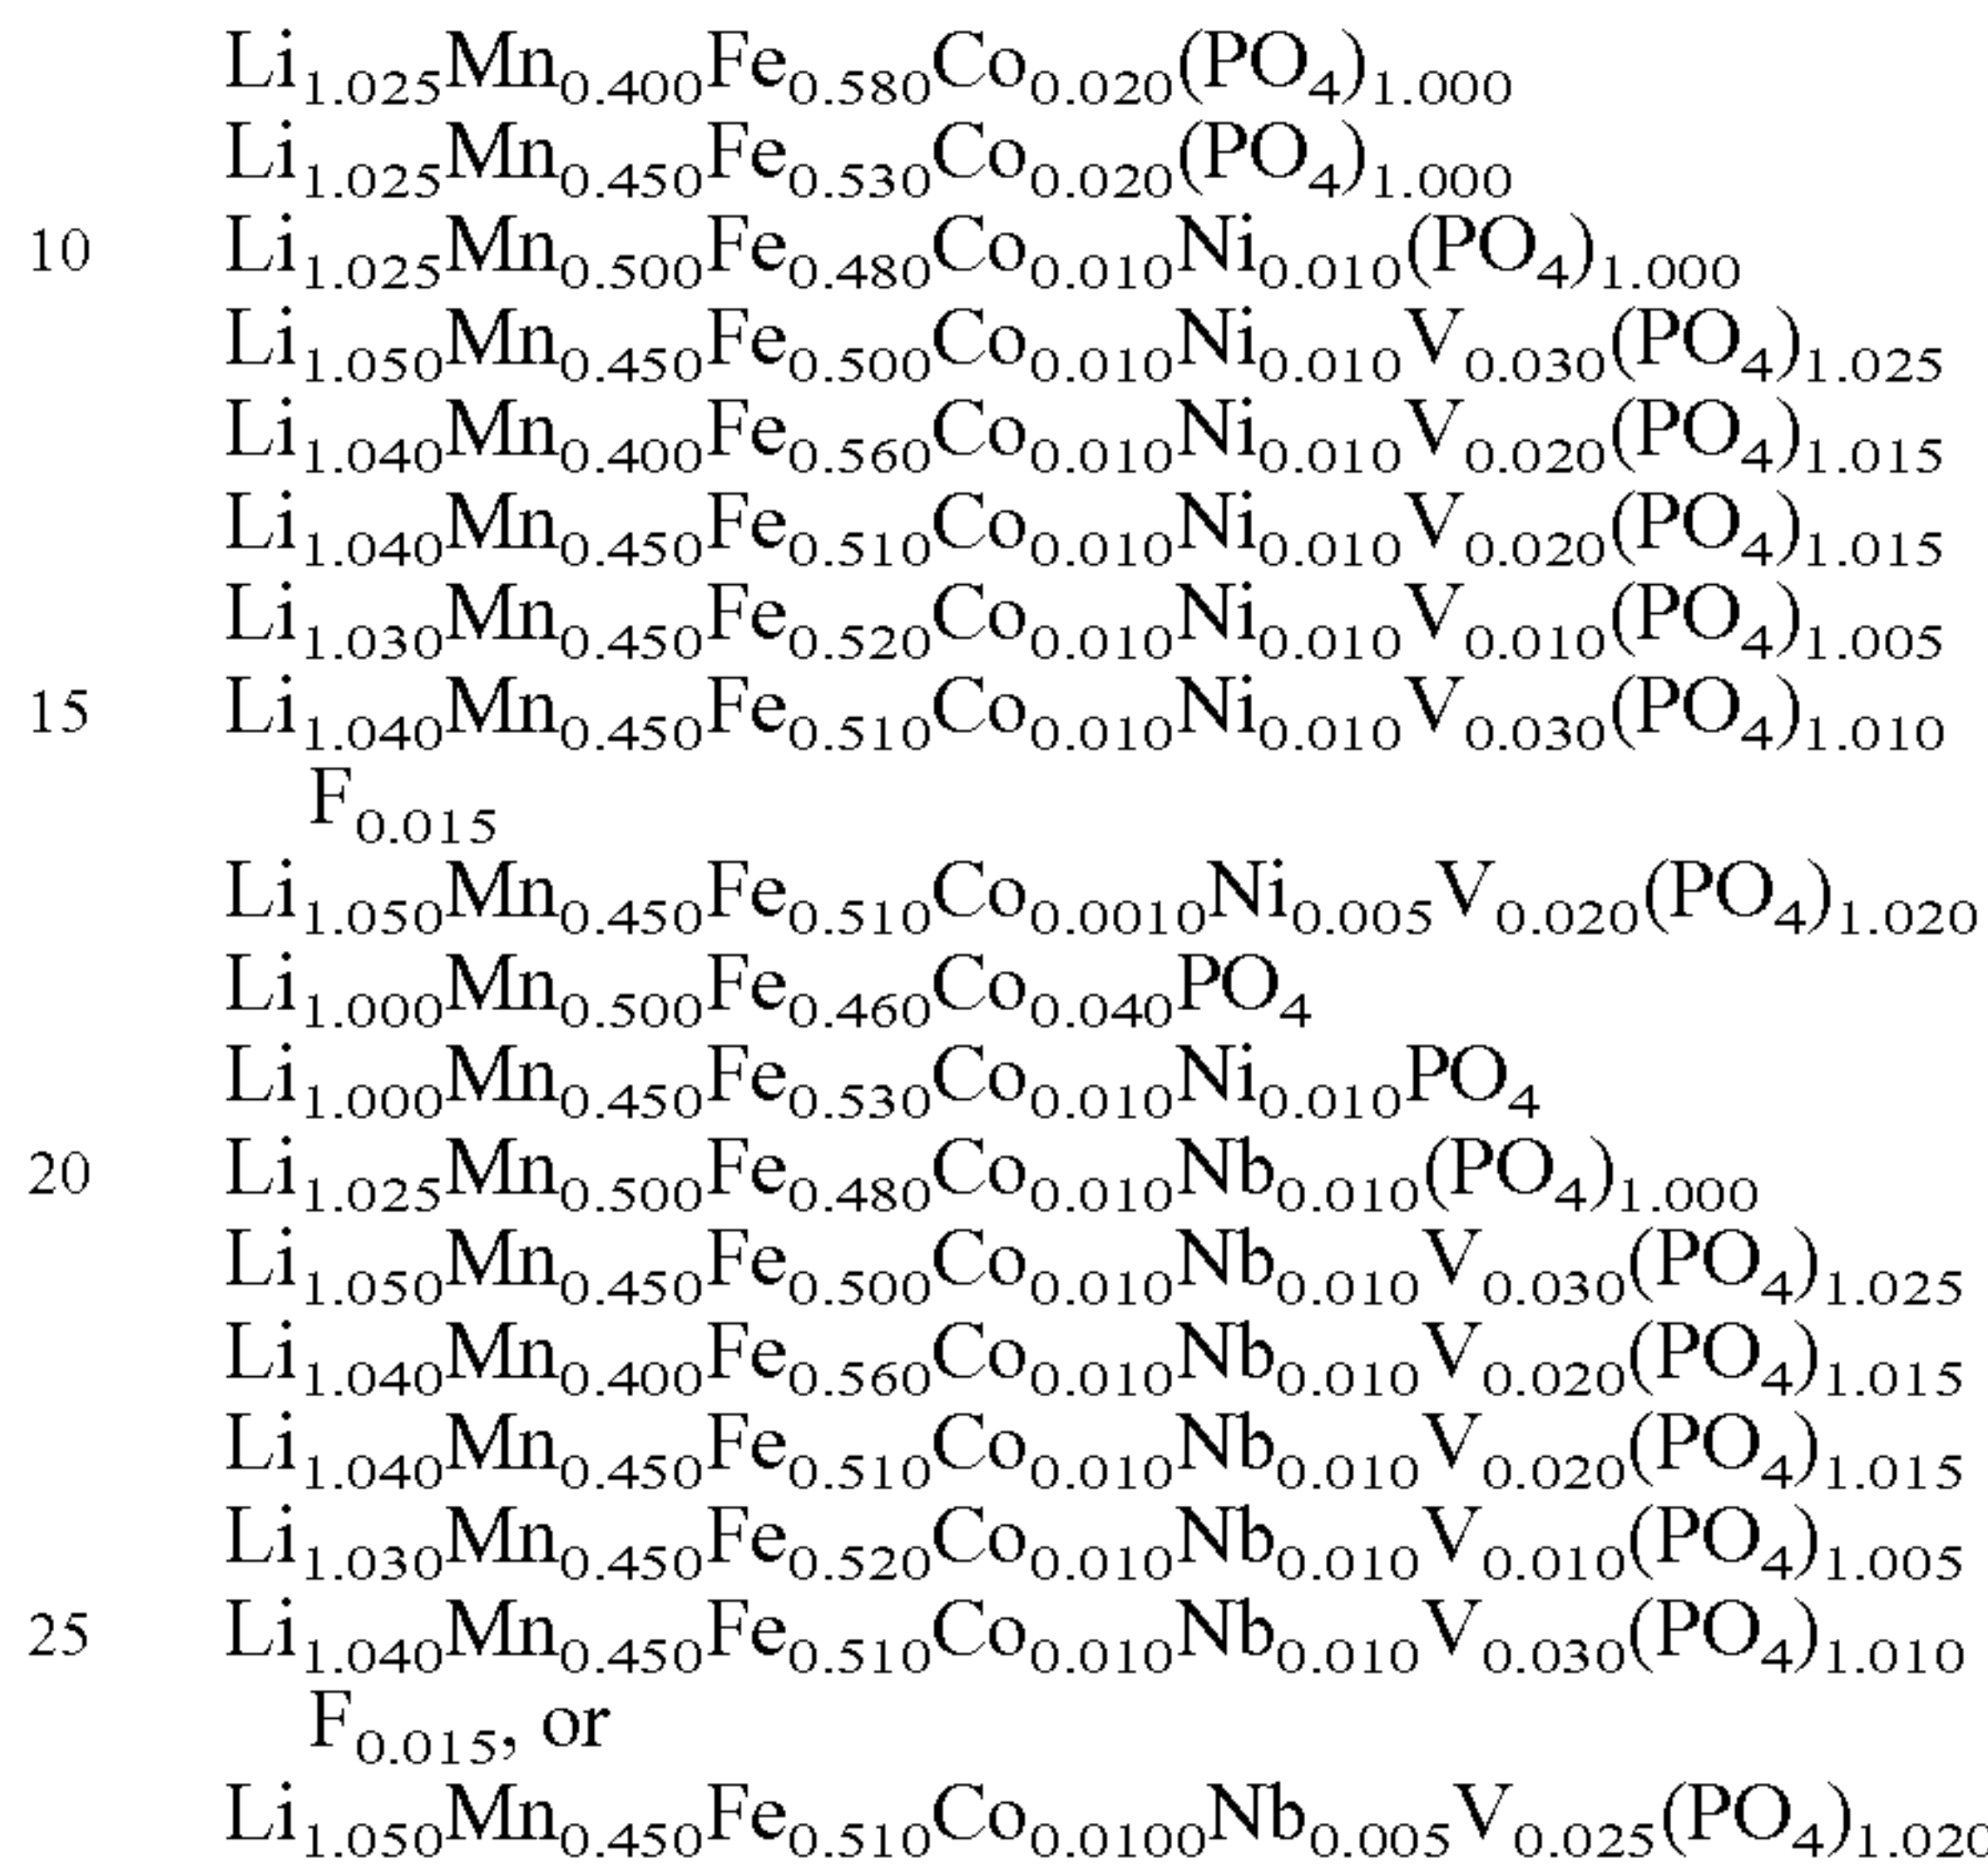 Li1.025Mn0.400Fe0.580Co0.020(PO4)1.000
Li1.025Mn0.450Fe0.530Co0.020(PO4)1.000
10 Li1.025Mn0.500Fe0.480Co0.010Ni0.010(PO4)1.000
Li1.050Mn0.450Fe0.500Co0.010Ni0.010V0.030(PO4)1.025
Li1.040Mn0.400Fe0.560Co0.010Ni0.010V0.020(PO4)1.015
Li1.040Mn0.450Fe0.510Co0.010Ni0.010V0.020(PO4)1.015
Li1.030Mn0.450Fe0.520Co0.010Ni0.010V0.010(PO4)1.005
15 Li1.040Mn0.450Fe0.510Co0.010Ni0.010V0.030(PO4)1.010
F0.015
Li1.050Mn0.450Fe0.510Co0.0010Ni0.005V0.020(PO4)1.020
Li1.000Mn0.500Fe0.460Co0.040PO4
Li1.000Mn0.450Fe0.530Co0.010Ni0.010PO4
20 Li1.025Mn0.500Fe0.480Co0.010Nb0.010(PO4)1.000
Li1.050Mn0.450Fe0.500Co0.010Nb0.010V0.030(PO4)1.025
Li1.040Mn0.400Fe0.560Co0.010Nb0.010V0.020(PO4)1.015
Li1.040Mn0.450Fe0.510Co0.010Nb0.010V0.020(PO4)1.015
Li1.030Mn0.450Fe0.520Co0.010Nb0.010V0.010(PO4)1.005
25 Li1.040Mn0.450Fe0.510Co0.010Nb0.010V0.030(PO4)1.010
F0.015, or
Li1.050Mn0.450Fe0.510Co0.0100Nb0.005V0.025(PO4)1.020